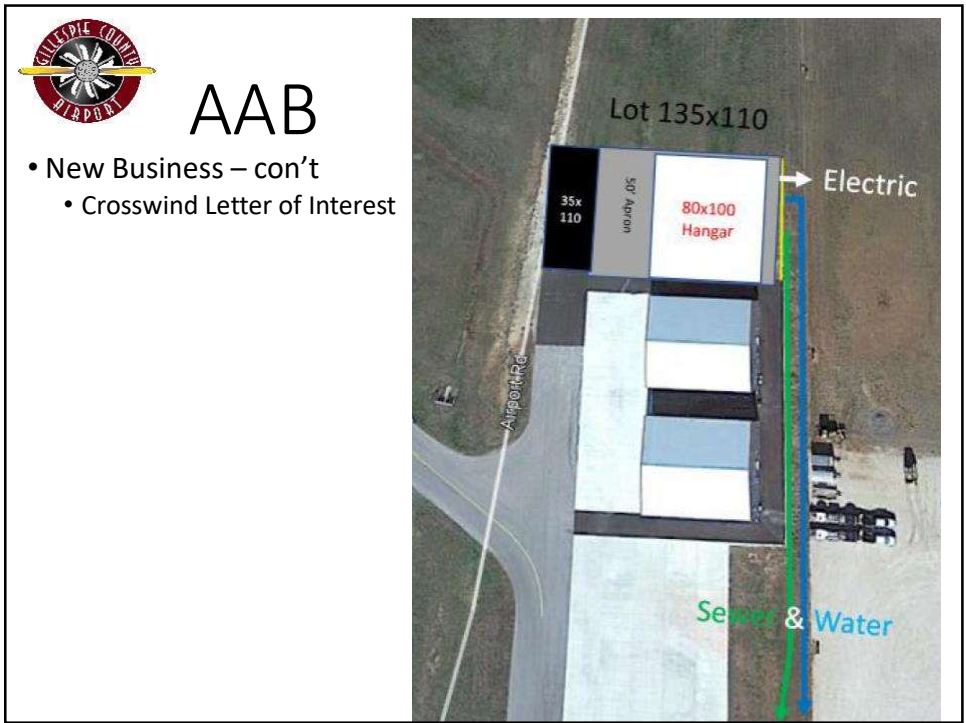 GILLESPIE COUNTY
AIRPORT
AAB
• New Business – con't
• Crosswind Letter of Interest
Lot 135x110
35x
110
50' Apron
80x100
Hangar
Electric
Airport Rd
Sewer & Water